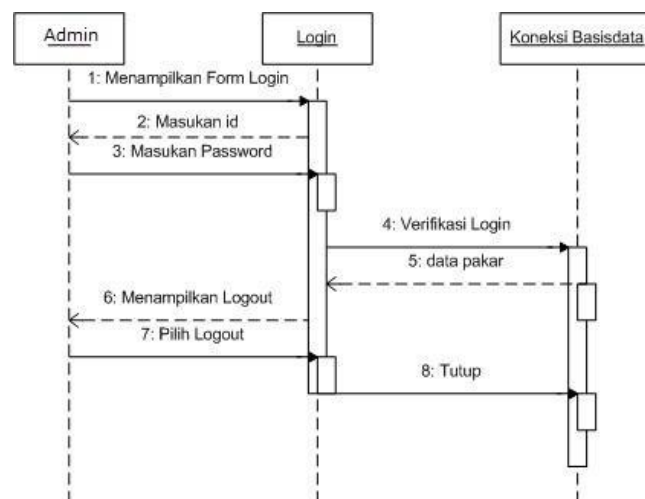 Admin
Login
Koneksi Basisdata
1: Menampilkan Form Login
2: Masukan id
3: Masukan Password
4: Verifikasi Login
5: data pakar
6: Menampilkan Logout
7: Pilih Logout
8: Tutup